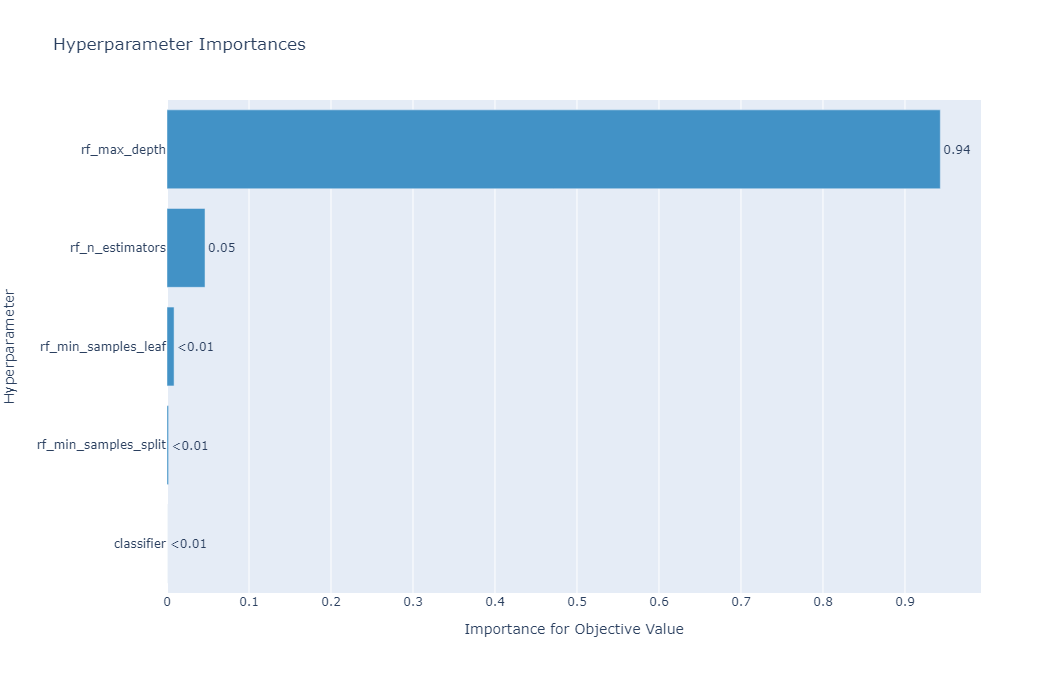 Hyperparameter Importances
Hyperparameter
rf_max_depth 0.94
rf_n_estimators 0.05
rf_min_samples_leaf <0.01
rf_min_samples_split <0.01
classifier <0.01
0 0.1 0.2 0.3 0.4 0.5 0.6 0.7 0.8 0.9
Importance for Objective Value